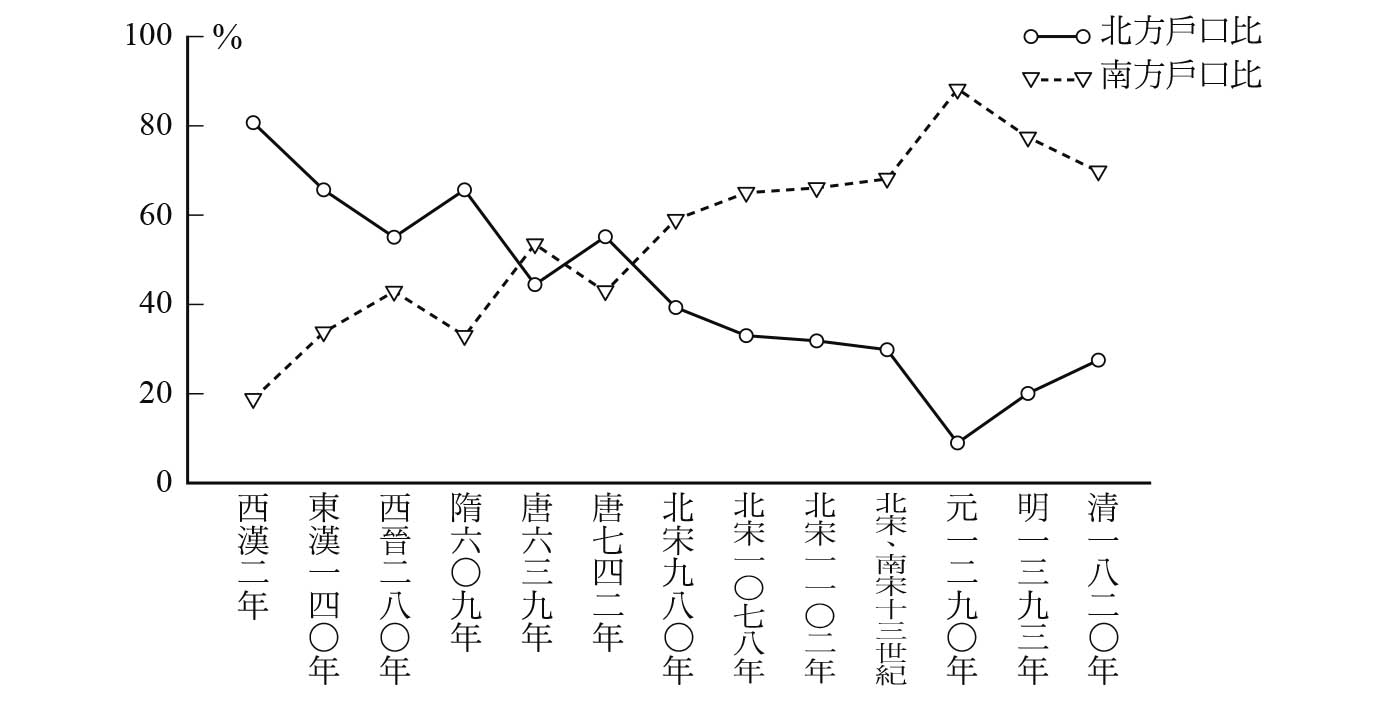 100 %
80
60
40
20
0
北方戶口比
南方戶口比
西漢二年
東漢一四〇年
西晉二八〇年
隋六〇九年
唐六三九年
唐七四二年
北宋九八〇年
北宋一〇七八年
北宋一一〇二年
北宋、南宋十三世紀
元一二九〇年
明一三九三年
清一八二〇年